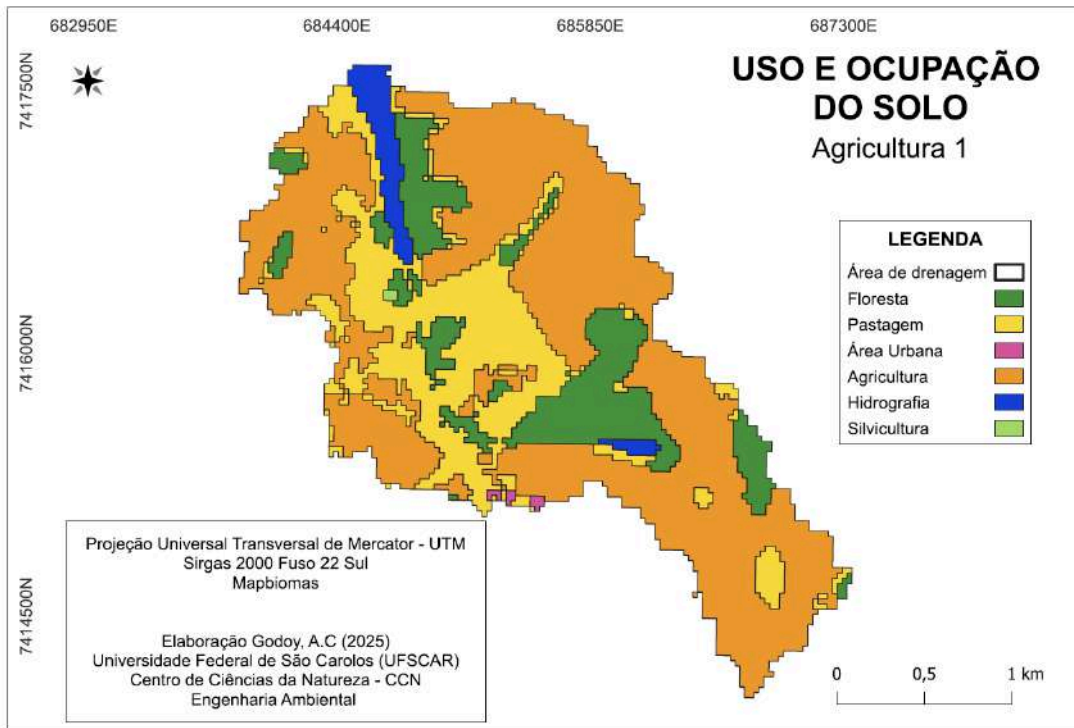 682950E
684400E
685850E
687300E
7417500N
7416000N
7414500N
USO E OCUPAÇÃO
DO SOLO
Agricultura 1
LEGENDA
Área de drenagem
Floresta
Pastagem
Área Urbana
Agricultura
Hidrografia
Silvicultura
Projeção Universal Transversal de Mercator - UTM
Sirgas 2000 Fuso 22 Sul
Mapbiomas
Elaboração Godoy, A.C (2025)
Universidade Federal de São Carolos (UFSCAR)
Centro de Ciências da Natureza - CCN
Engenharia Ambiental
0 0,5 1 km